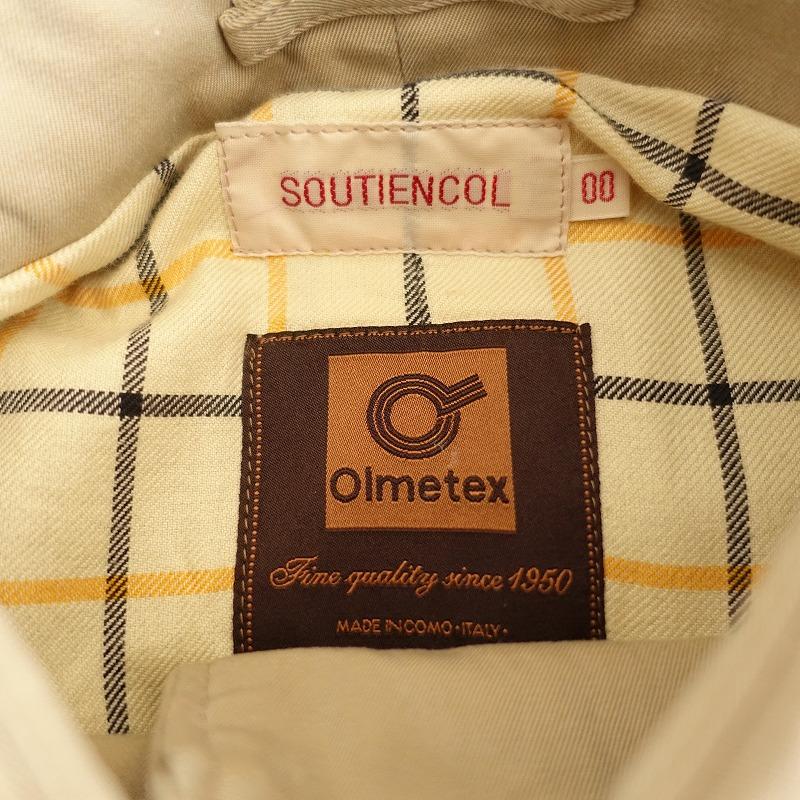 SOUTIENCOL
00
Olmetex
Fine quality since 1950
MADE IN COMO·ITALY·